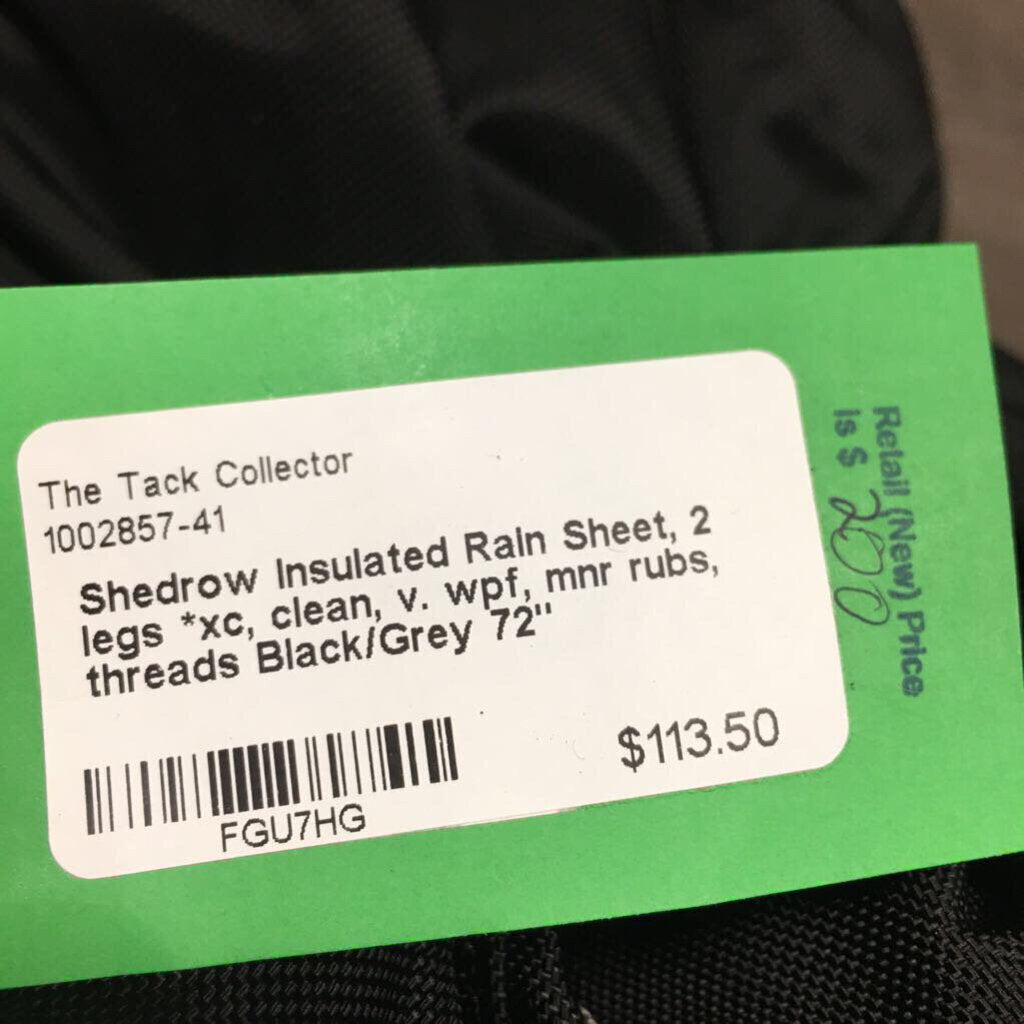 The Tack Collector
1002857-41
Shedrow Insulated Rain Sheet, 2
legs *xc, clean, v. wpf, mnr rubs,
threads Black/Grey 72"
$113.50
FGU7HG
Retail (New) Price
is $ 200